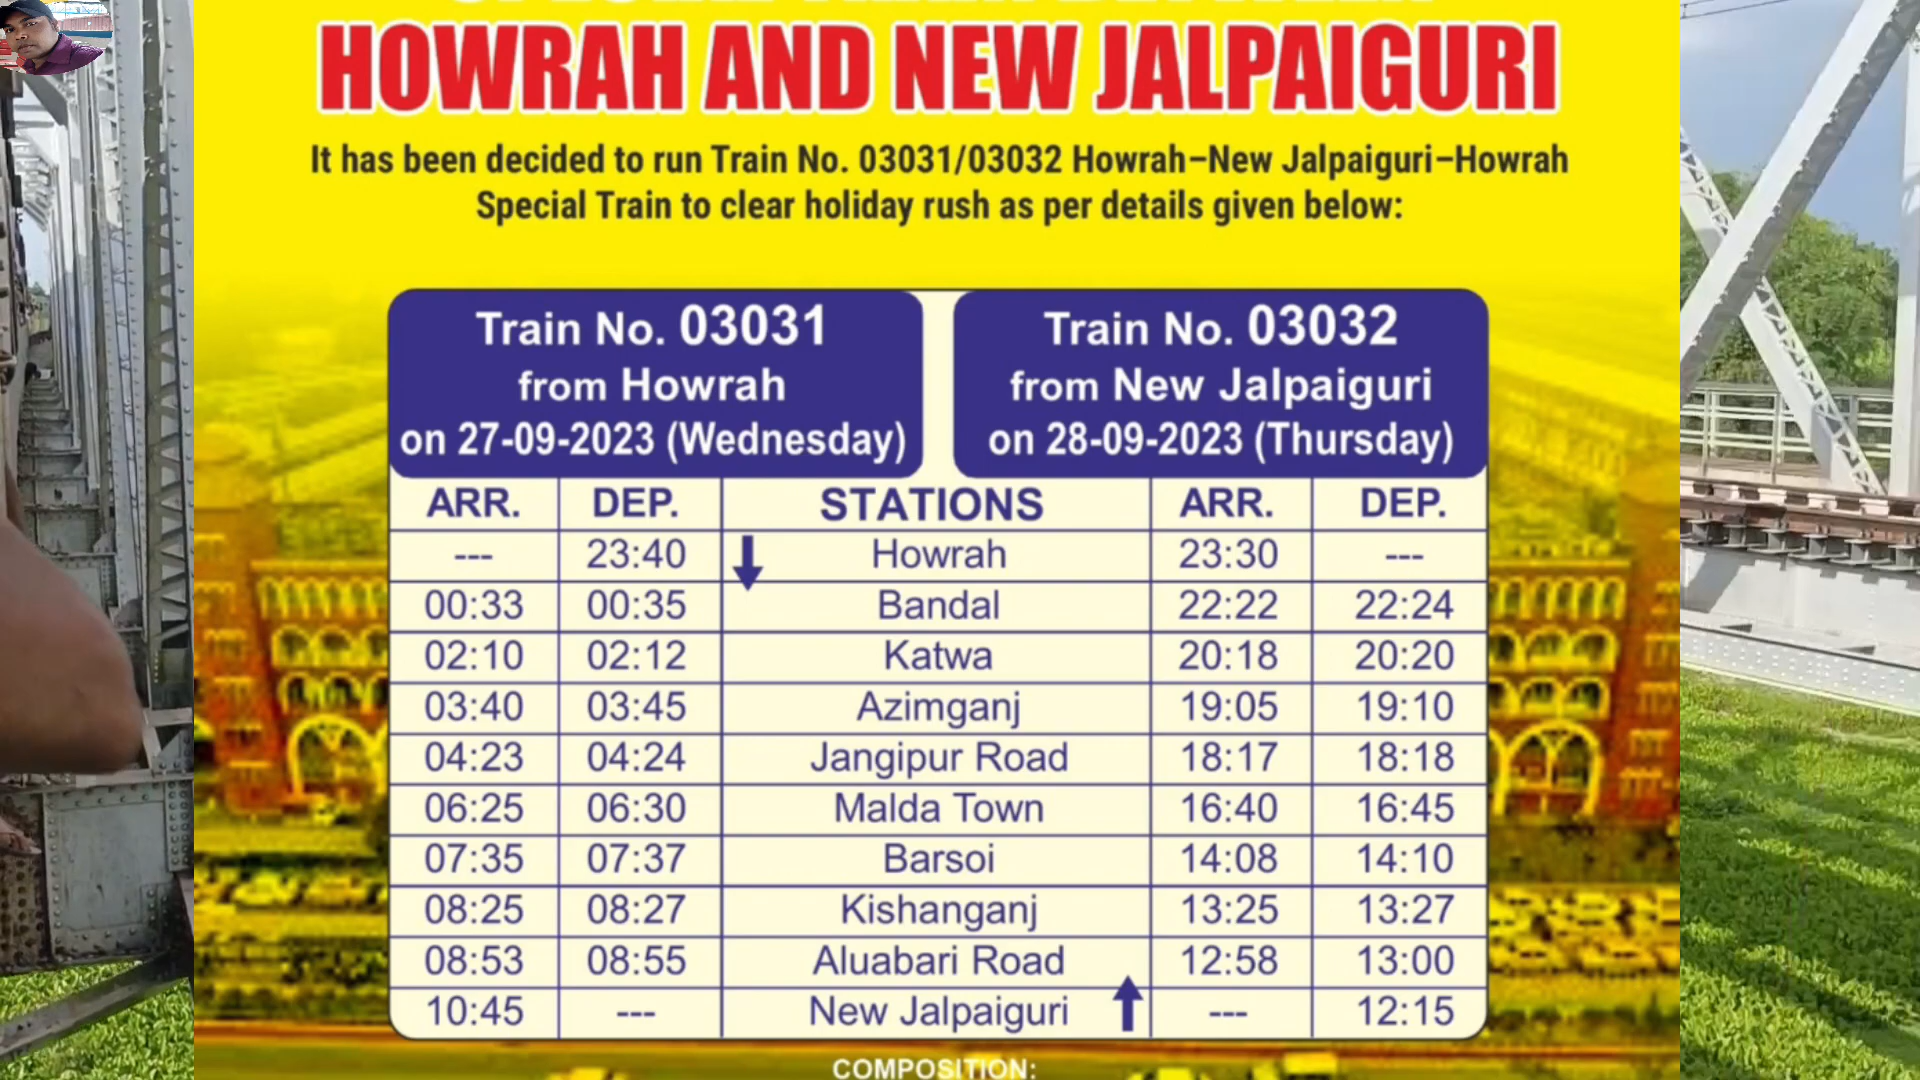 HOWRAH AND NEW JALPAIGURI
It has been decided to run Train No. 03031/03032 Howrah–New Jalpaiguri–Howrah
Special Train to clear holiday rush as per details given below:
Train No. 03031
from Howrah
on 27-09-2023 (Wednesday)
Train No. 03032
from New Jalpaiguri
on 28-09-2023 (Thursday)
ARR. DEP. STATIONS ARR. DEP.
--- 23:40 Howrah 23:30 ---
00:33 00:35 Bandal 22:22 22:24
02:10 02:12 Katwa 20:18 20:20
03:40 03:45 Azimganj 19:05 19:10
04:23 04:24 Jangipur Road 18:17 18:18
06:25 06:30 Malda Town 16:40 16:45
07:35 07:37 Barsoi 14:08 14:10
08:25 08:27 Kishanganj 13:25 13:27
08:53 08:55 Aluabari Road 12:58 13:00
10:45 --- New Jalpaiguri --- 12:15
COMPOSITION: